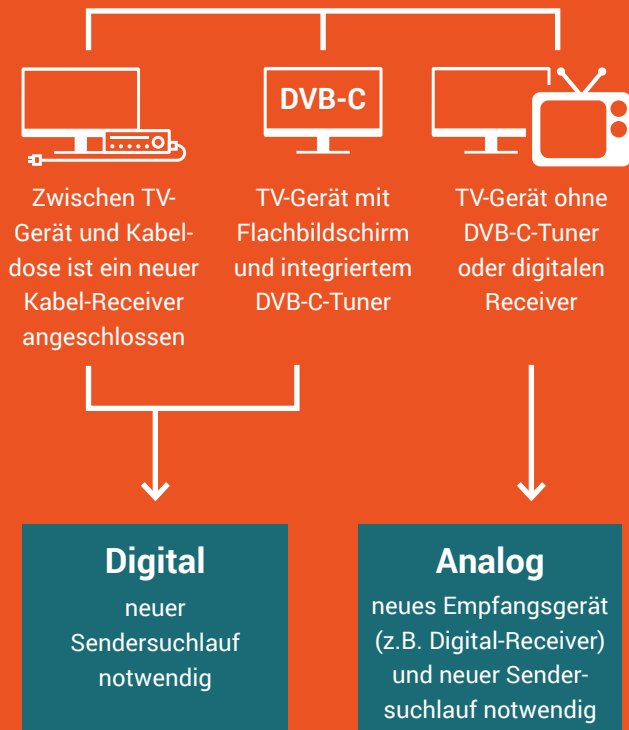 DVB-C
Zwischen TV-
Gerät und Kabel-
dose ist ein neuer
Kabel-Receiver
angeschlossen
TV-Gerät mit
Flachbildschirm
und integriertem
DVB-C-Tuner
TV-Gerät ohne
DVB-C-Tuner
oder digitalen
Receiver
Digital
neuer
Sendersuchlauf
notwendig
Analog
neues Empfangsgerät
(z.B. Digital-Receiver)
und neuer Sender-
suchlauf notwendig